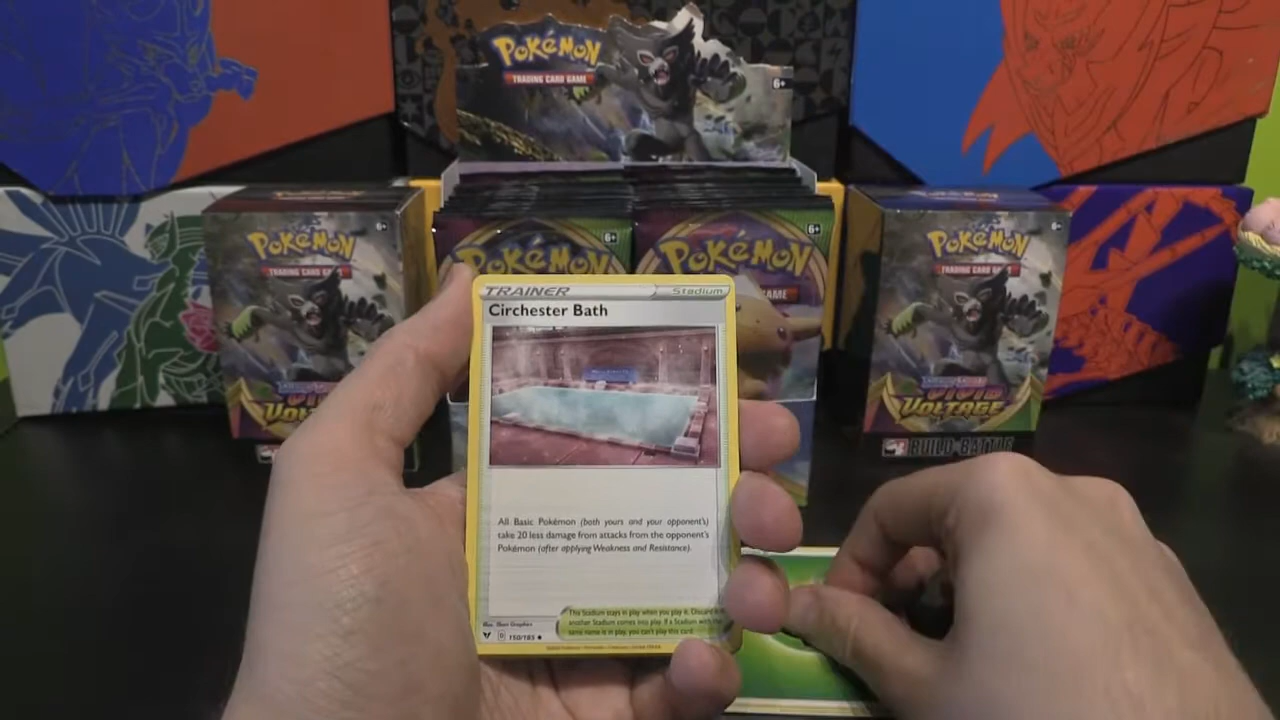 POKÉMON
TRADING CARD GAME
6+
POKÉMON
TRADING CARD GAME
6+
VIVID
VOLTAGE
POKÉMON
6+
POKÉMON
6+
GAME
POKÉMON
TRADING CARD GAME
6+
VIVID
VOLTAGE
BUILD & BATTLE
TRAINER Stadium
Circhester Bath
All Basic Pokémon (both yours and your opponent's)
take 20 less damage from attacks from the opponent's
Pokémon (after applying Weakness and Resistance).
This Stadium stays in play when you play it. Discard
another Stadium comes into play. If a Stadium with
same name is in play, you can't play this card.
D 150/185